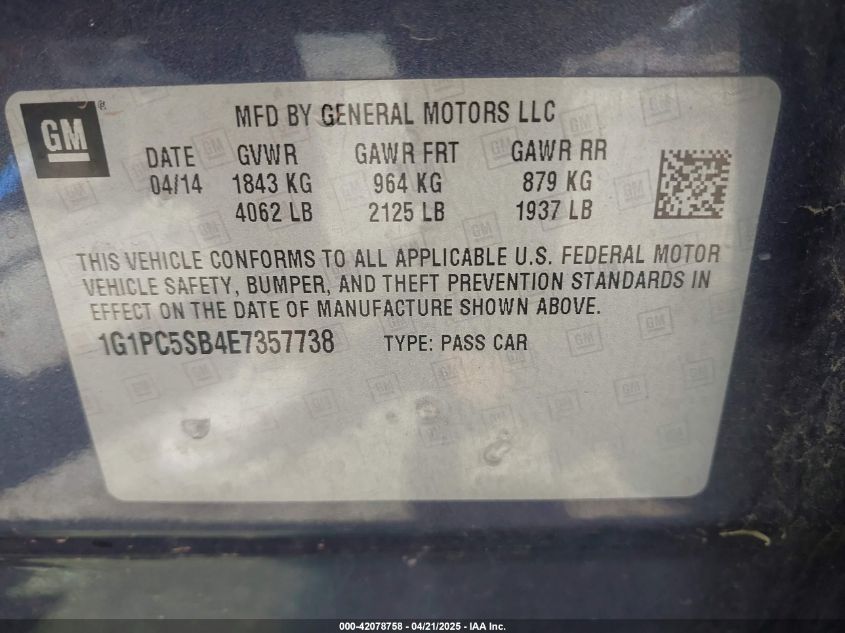 GM ®
MFD BY GENERAL MOTORS LLC
DATE GVWR GAWR FRT GAWR RR
04/14 1843 KG 964 KG 879 KG
4062 LB 2125 LB 1937 LB
THIS VEHICLE CONFORMS TO ALL APPLICABLE U.S. FEDERAL MOTOR
VEHICLE SAFETY, BUMPER, AND THEFT PREVENTION STANDARDS IN
EFFECT ON THE DATE OF MANUFACTURE SHOWN ABOVE.
1G1PC5SB4E7357738 TYPE: PASS CAR
000-42078758 - 04/21/2025 - IAA Inc.